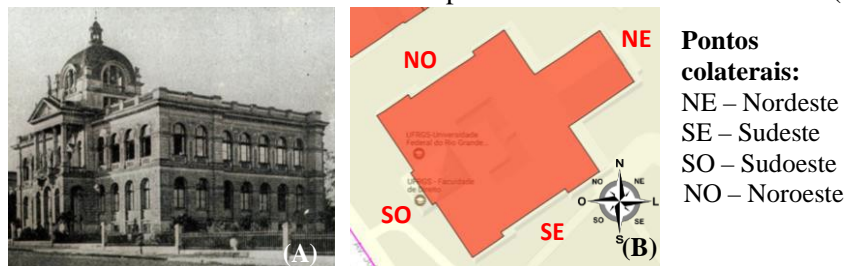 (
(A)
NO
NE
UFRGS-Universidade
Federal do Rio Grande...
UFRGS - Faculdade
de Direito
SO
SE
N
NO
NE
O
L
SO
SE
S
(B)
Pontos
colaterais:
NE – Nordeste
SE – Sudeste
SO – Sudoeste
NO – Noroeste